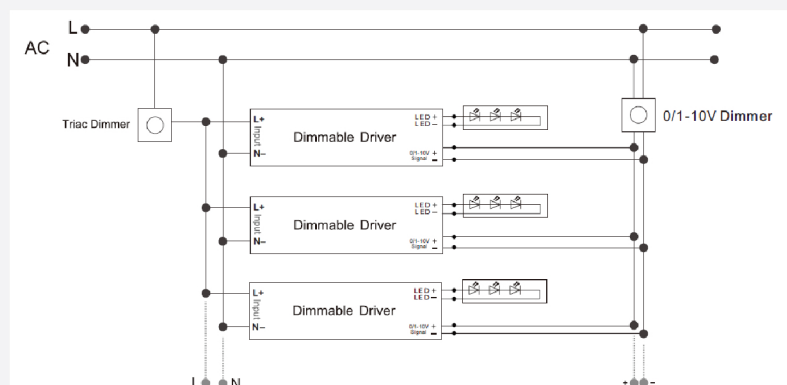 L
AC
N
Triac Dimmer
0/1-10V Dimmer
L+
Input
N−
Dimmable Driver
LED +
LED −
0/1-10V +
Signal −
L+
Input
N−
Dimmable Driver
LED +
LED −
0/1-10V +
Signal −
L+
Input
N−
Dimmable Driver
LED +
LED −
0/1-10V +
Signal −
L N
+ −